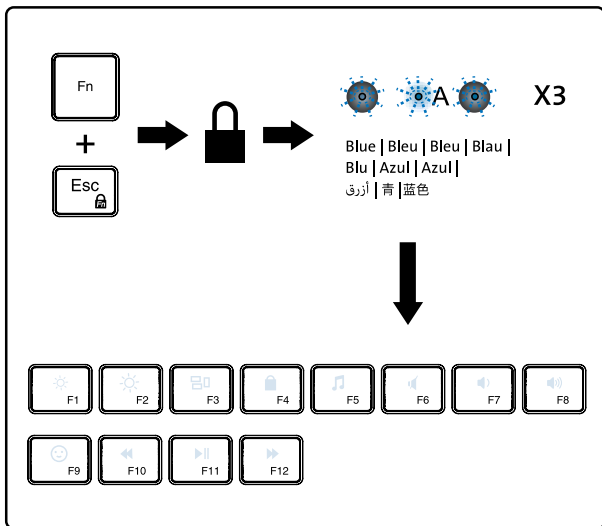 Fn
+
Esc
Fn
A
X3
Blue | Bleu | Bleu | Blau |
Blu | Azul | Azul |
أزرق | 青 | 蓝色
F1
F2
F3
F4
F5
F6
F7
F8
F9
F10
F11
F12